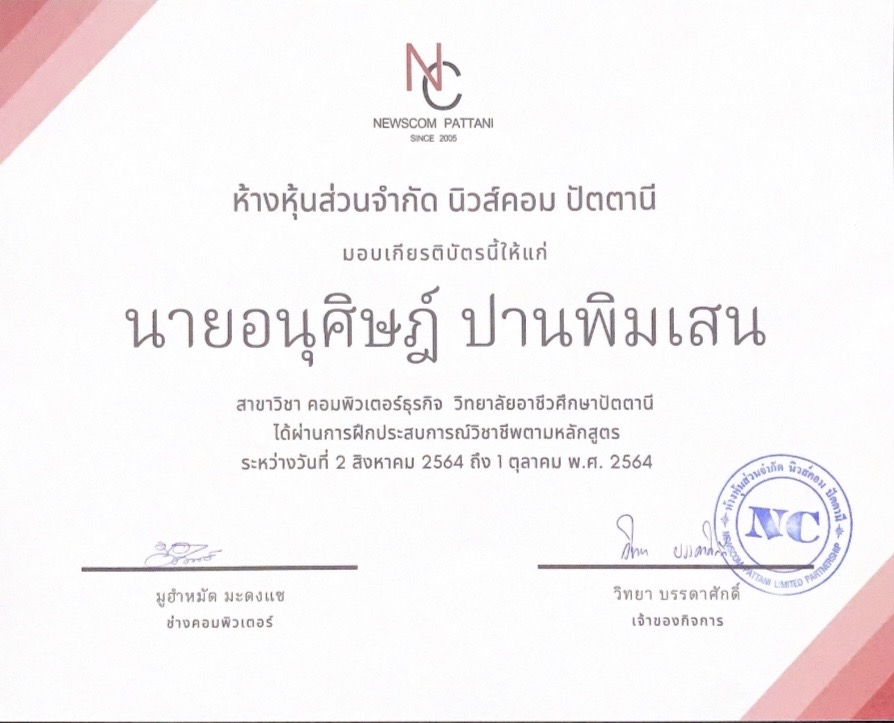 NC
NEWSCOM PATTANI
SINCE 2005
ห้างหุ้นส่วนจำกัด นิวส์คอม ปัตตานี
มอบเกียรติบัตรนี้ให้แก่
นายอนุศิษฎ์ ปานพิมเสน
สาขาวิชา คอมพิวเตอร์ธุรกิจ วิทยาลัยอาชีวศึกษาปัตตานี
ได้ผ่านการฝึกประสบการณ์วิชาชีพตามหลักสูตร
ระหว่างวันที่ 2 สิงหาคม 2564 ถึง 1 ตุลาคม พ.ศ. 2564
ห้างหุ้นส่วนจำกัด นิวส์คอม ปัตตานี
NC
NEWSCOM PATTANI LIMITED PARTNERSHIP
มูฮำหมัด มะดงแซ
ช่างคอมพิวเตอร์
วิทยา บรรดาศักดิ์
เจ้าของกิจการ